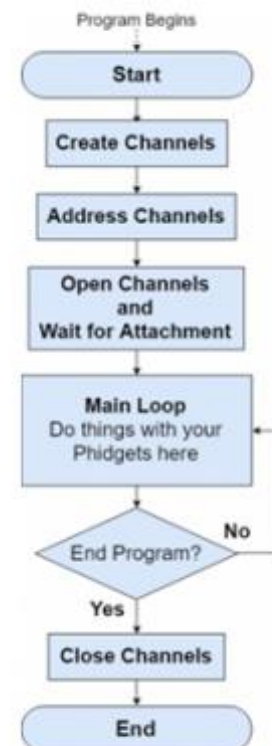 Program Begins
Start
Create Channels
Address Channels
Open Channels
and
Wait for Attachment
Main Loop
Do things with your
Phidgets here
End Program?
No
Yes
Close Channels
End